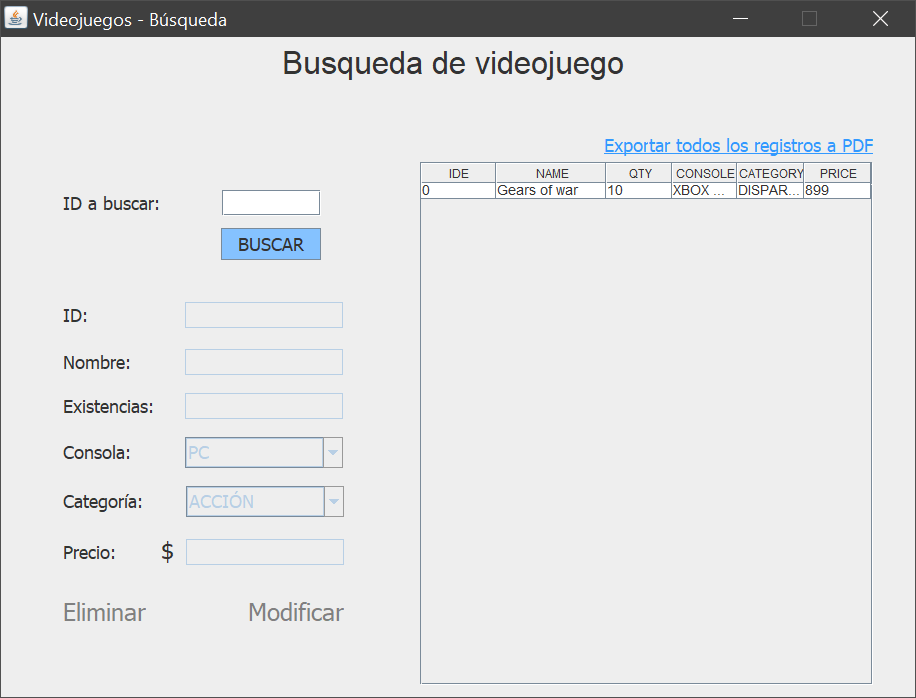 Videojuegos - Búsqueda
Busqueda de videojuego
Exportar todos los registros a PDF
IDE NAME QTY CONSOLE CATEGORY PRICE
0 Gears of war 10 XBOX ... DISPAR... 899
ID a buscar:
BUSCAR
ID:
Nombre:
Existencias:
Consola: PC
Categoría: ACCIÓN
Precio: $
Eliminar Modificar